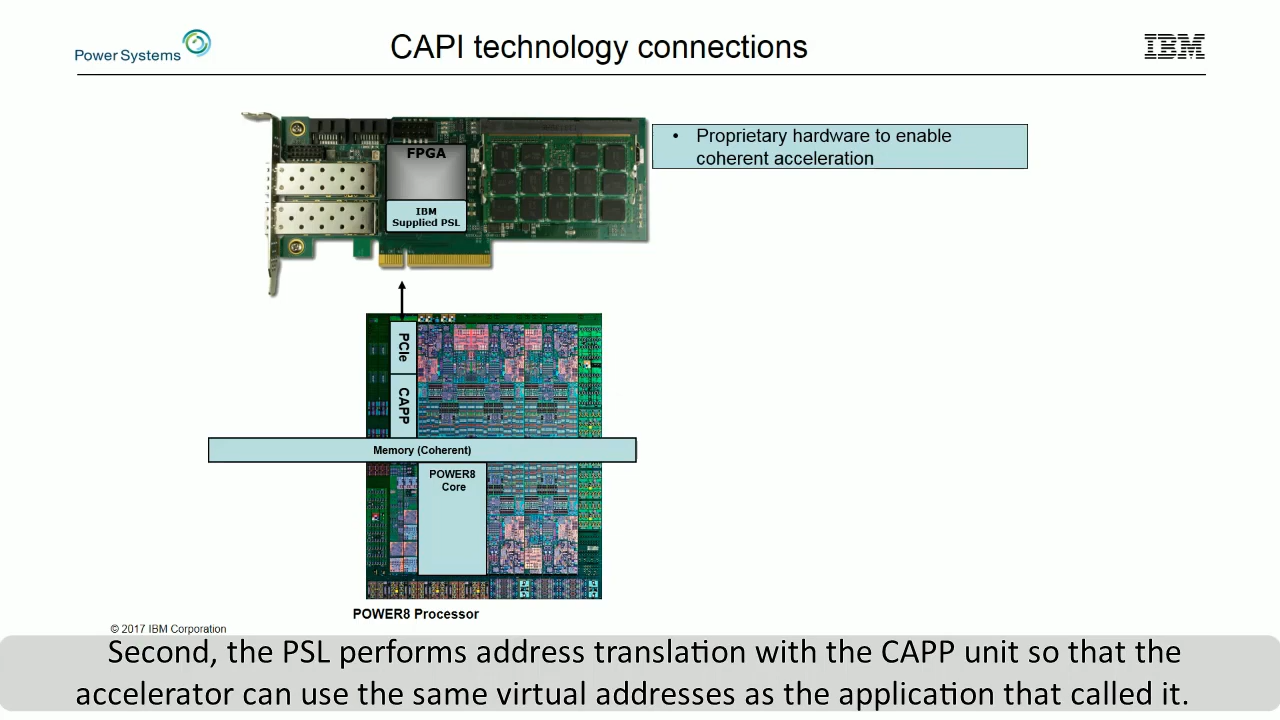 Power Systems
CAPI technology connections
IBM
• Proprietary hardware to enable
coherent acceleration
FPGA
IBM
Supplied PSL
PCIe
CAPP
Memory (Coherent)
POWER8
Core
POWER8 Processor
© 2017 IBM Corporation
Second, the PSL performs address translation with the CAPP unit so that the
accelerator can use the same virtual addresses as the application that called it.